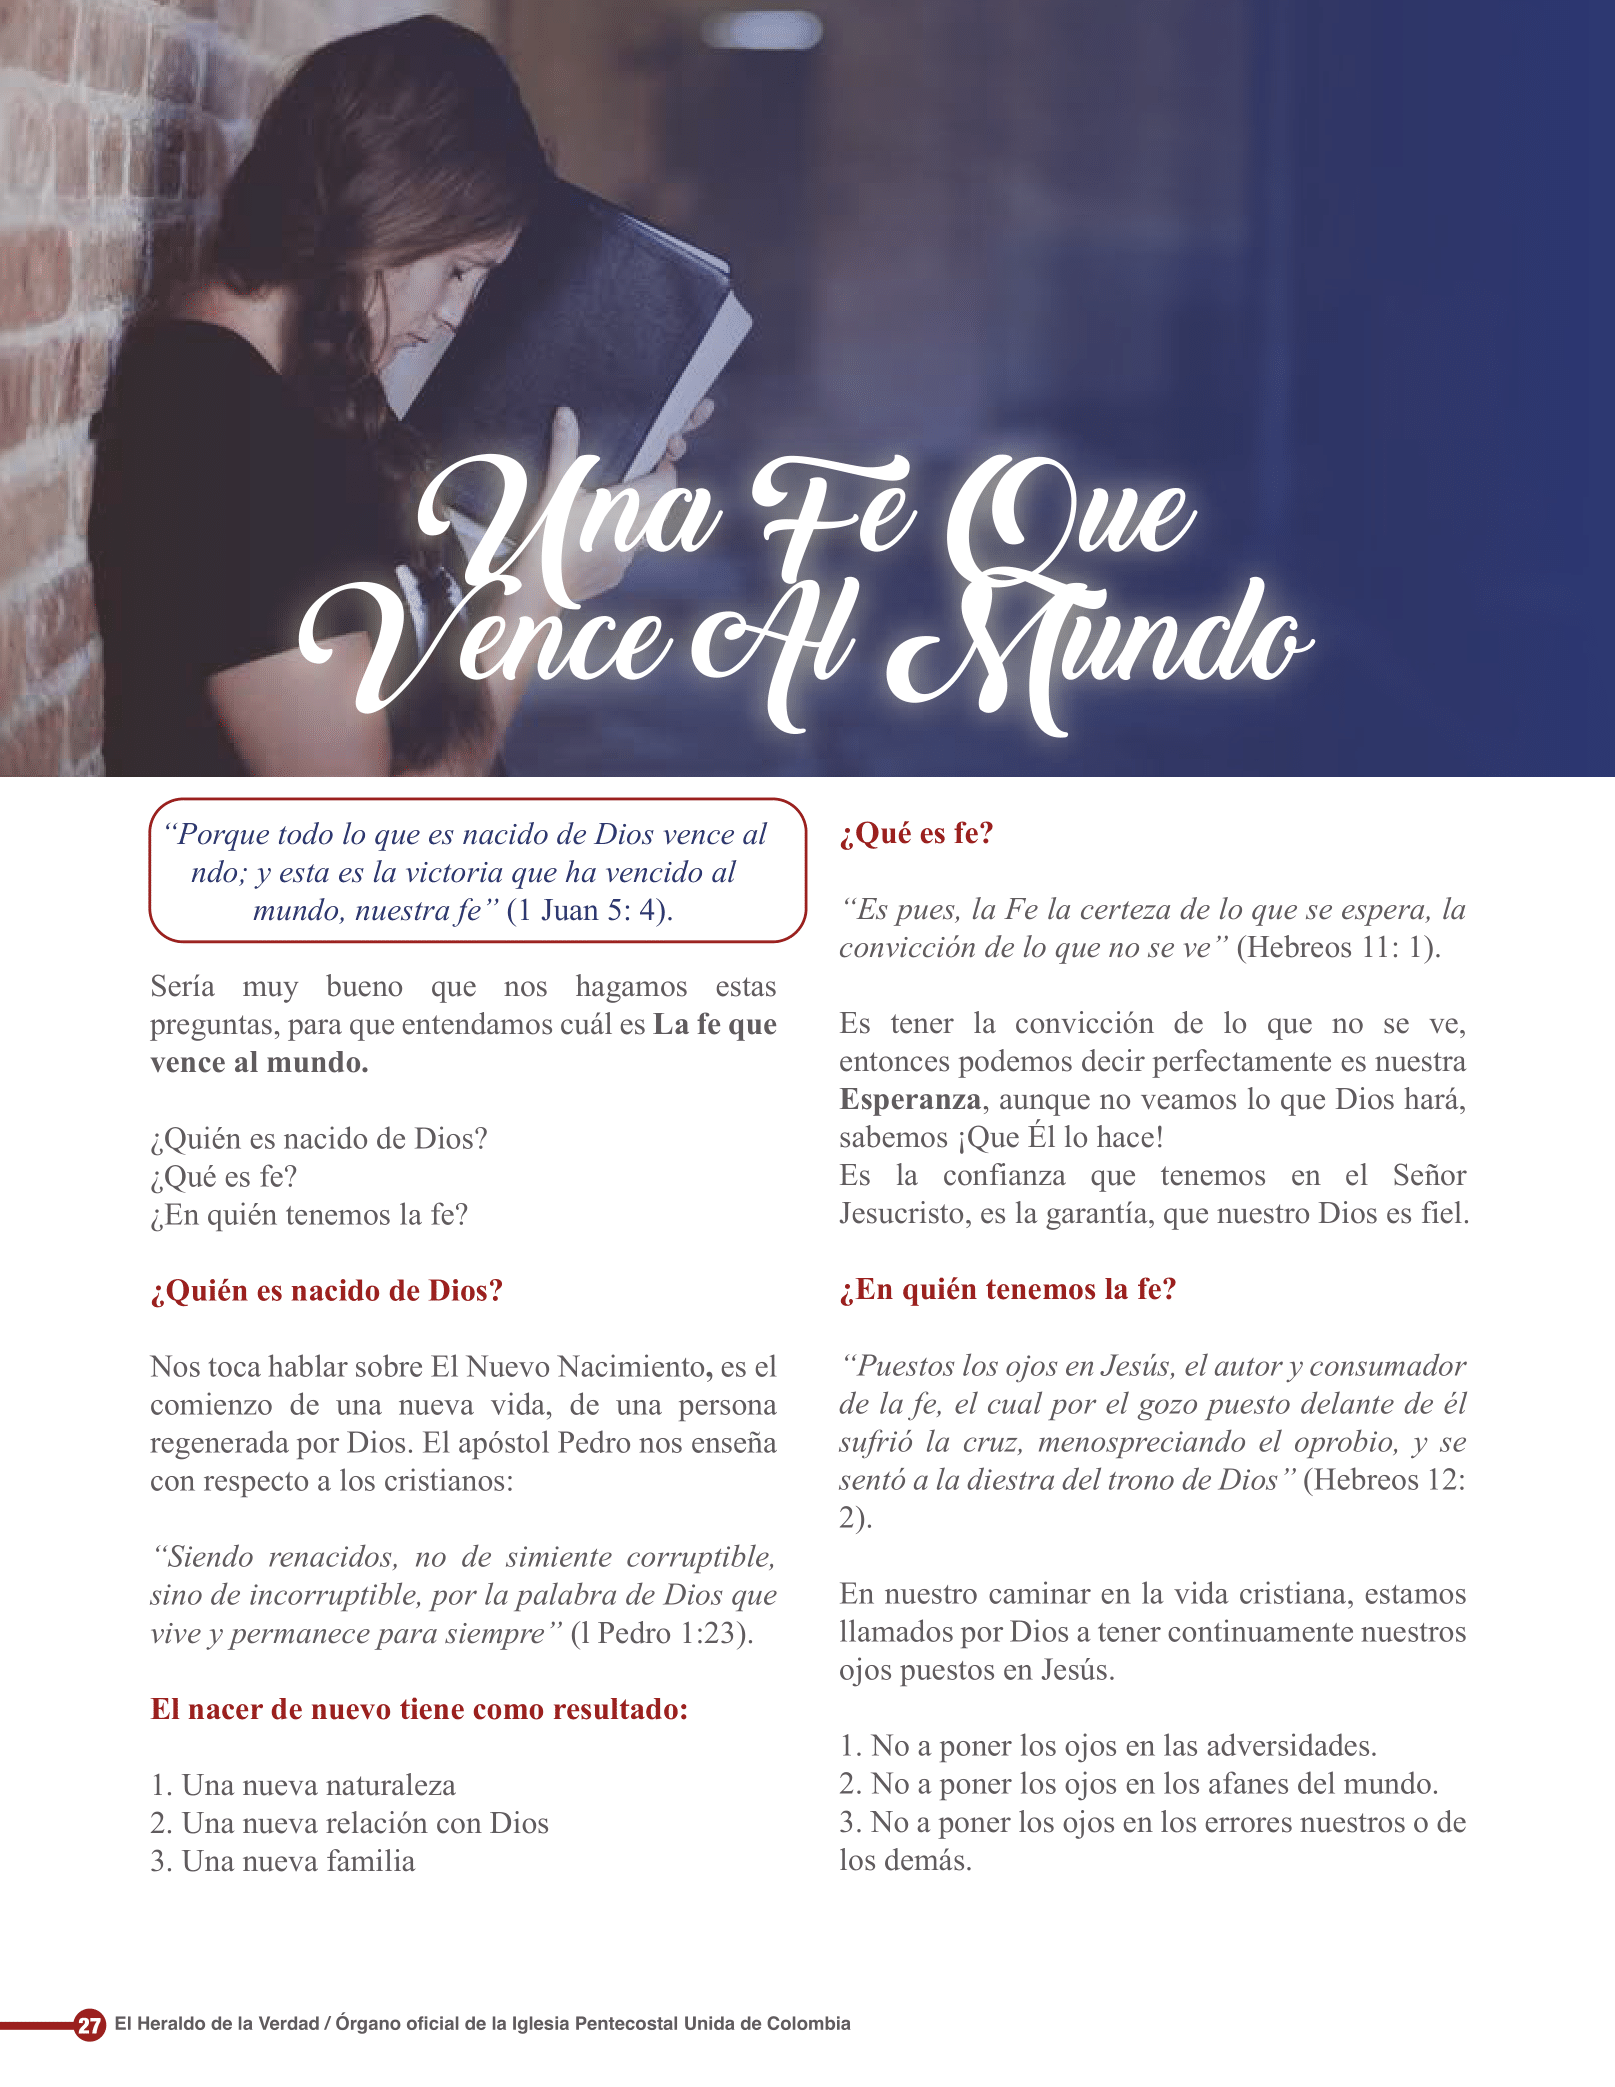 Una Fe Que
Vence Al Mundo
“Porque todo lo que es nacido de Dios vence al
ndo; y esta es la victoria que ha vencido al
mundo, nuestra fe” (1 Juan 5: 4).
Sería muy bueno que nos hagamos estas
preguntas, para que entendamos cuál es La fe que
vence al mundo.
¿Quién es nacido de Dios?
¿Qué es fe?
¿En quién tenemos la fe?
¿Quién es nacido de Dios?
Nos toca hablar sobre El Nuevo Nacimiento, es el
comienzo de una nueva vida, de una persona
regenerada por Dios. El apóstol Pedro nos enseña
con respecto a los cristianos:
“Siendo renacidos, no de simiente corruptible,
sino de incorruptible, por la palabra de Dios que
vive y permanece para siempre” (l Pedro 1:23).
El nacer de nuevo tiene como resultado:
1. Una nueva naturaleza
2. Una nueva relación con Dios
3. Una nueva familia
¿Qué es fe?
“Es pues, la Fe la certeza de lo que se espera, la
convicción de lo que no se ve” (Hebreos 11: 1).
Es tener la convicción de lo que no se ve,
entonces podemos decir perfectamente es nuestra
Esperanza, aunque no veamos lo que Dios hará,
sabemos ¡Que Él lo hace!
Es la confianza que tenemos en el Señor
Jesucristo, es la garantía, que nuestro Dios es fiel.
¿En quién tenemos la fe?
“Puestos los ojos en Jesús, el autor y consumador
de la fe, el cual por el gozo puesto delante de él
sufrió la cruz, menospreciando el oprobio, y se
sentó a la diestra del trono de Dios” (Hebreos 12:
2).
En nuestro caminar en la vida cristiana, estamos
llamados por Dios a tener continuamente nuestros
ojos puestos en Jesús.
1. No a poner los ojos en las adversidades.
2. No a poner los ojos en los afanes del mundo.
3. No a poner los ojos en los errores nuestros o de
los demás.
27 El Heraldo de la Verdad / Órgano oficial de la Iglesia Pentecostal Unida de Colombia